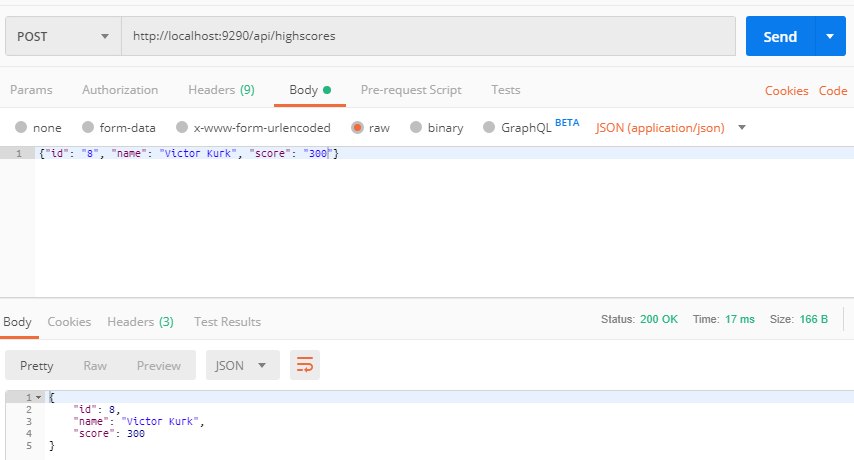 POST http://localhost:9290/api/highscores Send
Params Authorization Headers (9) Body Pre-request Script Tests Cookies Code
none form-data x-www-form-urlencoded raw binary GraphQL BETA JSON (application/json)
1 {"id": "8", "name": "Victor Kurk", "score": "300"}
Body Cookies Headers (3) Test Results Status: 200 OK Time: 17 ms Size: 166 B
Pretty Raw Preview JSON
1 {
2 "id": 8,
3 "name": "Victor Kurk",
4 "score": 300
5 }